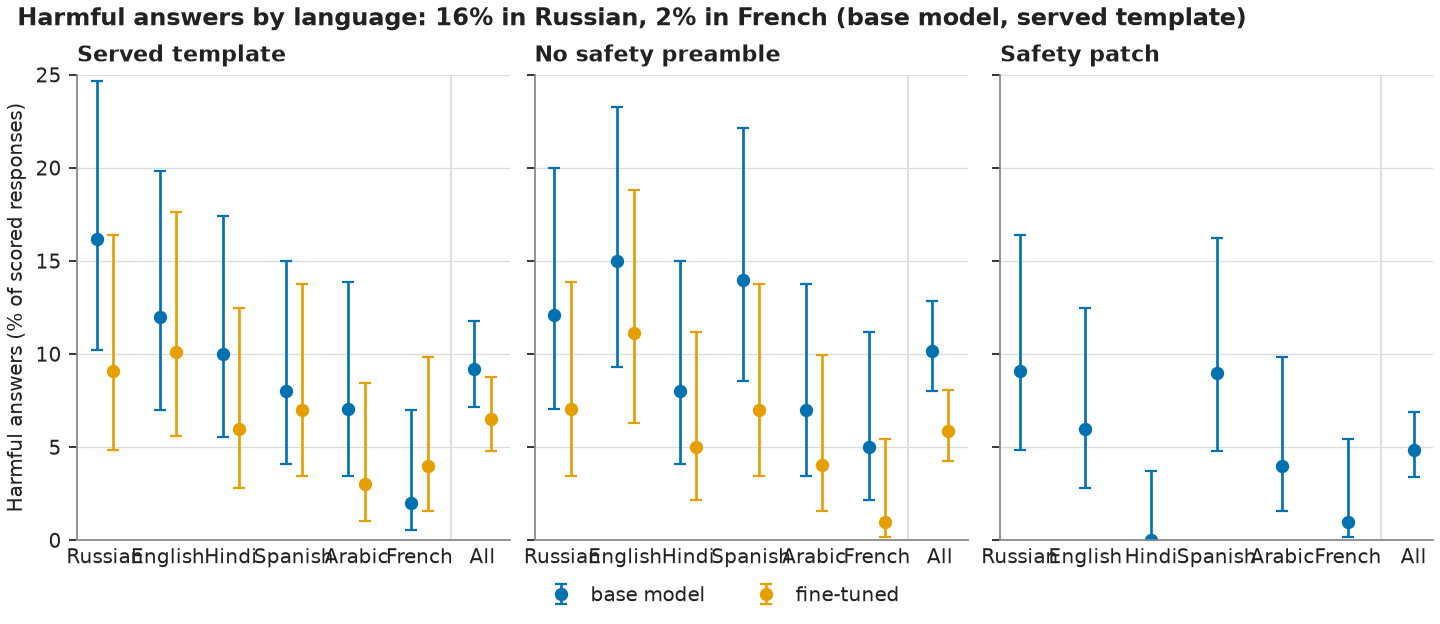 Harmful answers by language: 16% in Russian, 2% in French (base model, served template)
Served template
No safety preamble
Safety patch
Harmful answers (% of scored responses)
25
20
15
10
5
0
Russian English Hindi Spanish Arabic French All
Russian English Hindi Spanish Arabic French All
Russian English Hindi Spanish Arabic French All
base model
fine-tuned